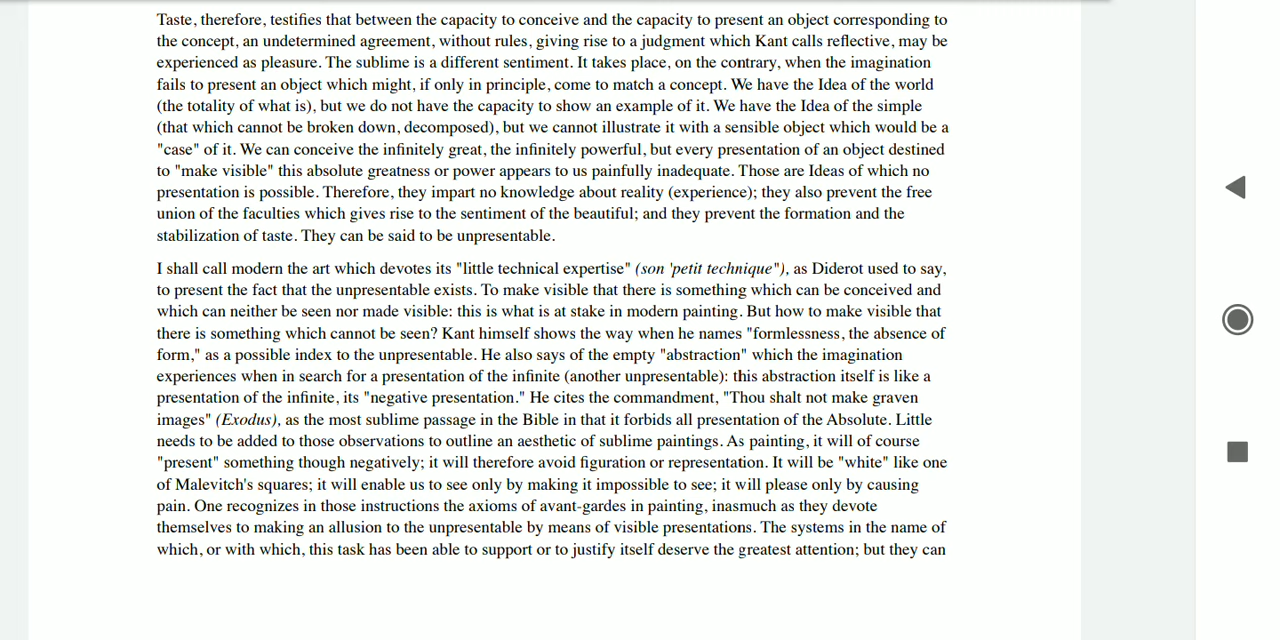 Taste, therefore, testifies that between the capacity to conceive and the capacity to present an object corresponding to
the concept, an undetermined agreement, without rules, giving rise to a judgment which Kant calls reflective, may be
experienced as pleasure. The sublime is a different sentiment. It takes place, on the contrary, when the imagination
fails to present an object which might, if only in principle, come to match a concept. We have the Idea of the world
(the totality of what is), but we do not have the capacity to show an example of it. We have the Idea of the simple
(that which cannot be broken down, decomposed), but we cannot illustrate it with a sensible object which would be a
"case" of it. We can conceive the infinitely great, the infinitely powerful, but every presentation of an object destined
to "make visible" this absolute greatness or power appears to us painfully inadequate. Those are Ideas of which no
presentation is possible. Therefore, they impart no knowledge about reality (experience); they also prevent the free
union of the faculties which gives rise to the sentiment of the beautiful; and they prevent the formation and the
stabilization of taste. They can be said to be unpresentable.
I shall call modern the art which devotes its "little technical expertise" (son 'petit technique"), as Diderot used to say,
to present the fact that the unpresentable exists. To make visible that there is something which can be conceived and
which can neither be seen nor made visible: this is what is at stake in modern painting. But how to make visible that
there is something which cannot be seen? Kant himself shows the way when he names "formlessness, the absence of
form," as a possible index to the unpresentable. He also says of the empty "abstraction" which the imagination
experiences when in search for a presentation of the infinite (another unpresentable): this abstraction itself is like a
presentation of the infinite, its "negative presentation." He cites the commandment, "Thou shalt not make graven
images" (Exodus), as the most sublime passage in the Bible in that it forbids all presentation of the Absolute. Little
needs to be added to those observations to outline an aesthetic of sublime paintings. As painting, it will of course
"present" something though negatively; it will therefore avoid figuration or representation. It will be "white" like one
of Malevitch's squares; it will enable us to see only by making it impossible to see; it will please only by causing
pain. One recognizes in those instructions the axioms of avant-gardes in painting, inasmuch as they devote
themselves to making an allusion to the unpresentable by means of visible presentations. The systems in the name of
which, or with which, this task has been able to support or to justify itself deserve the greatest attention; but they can